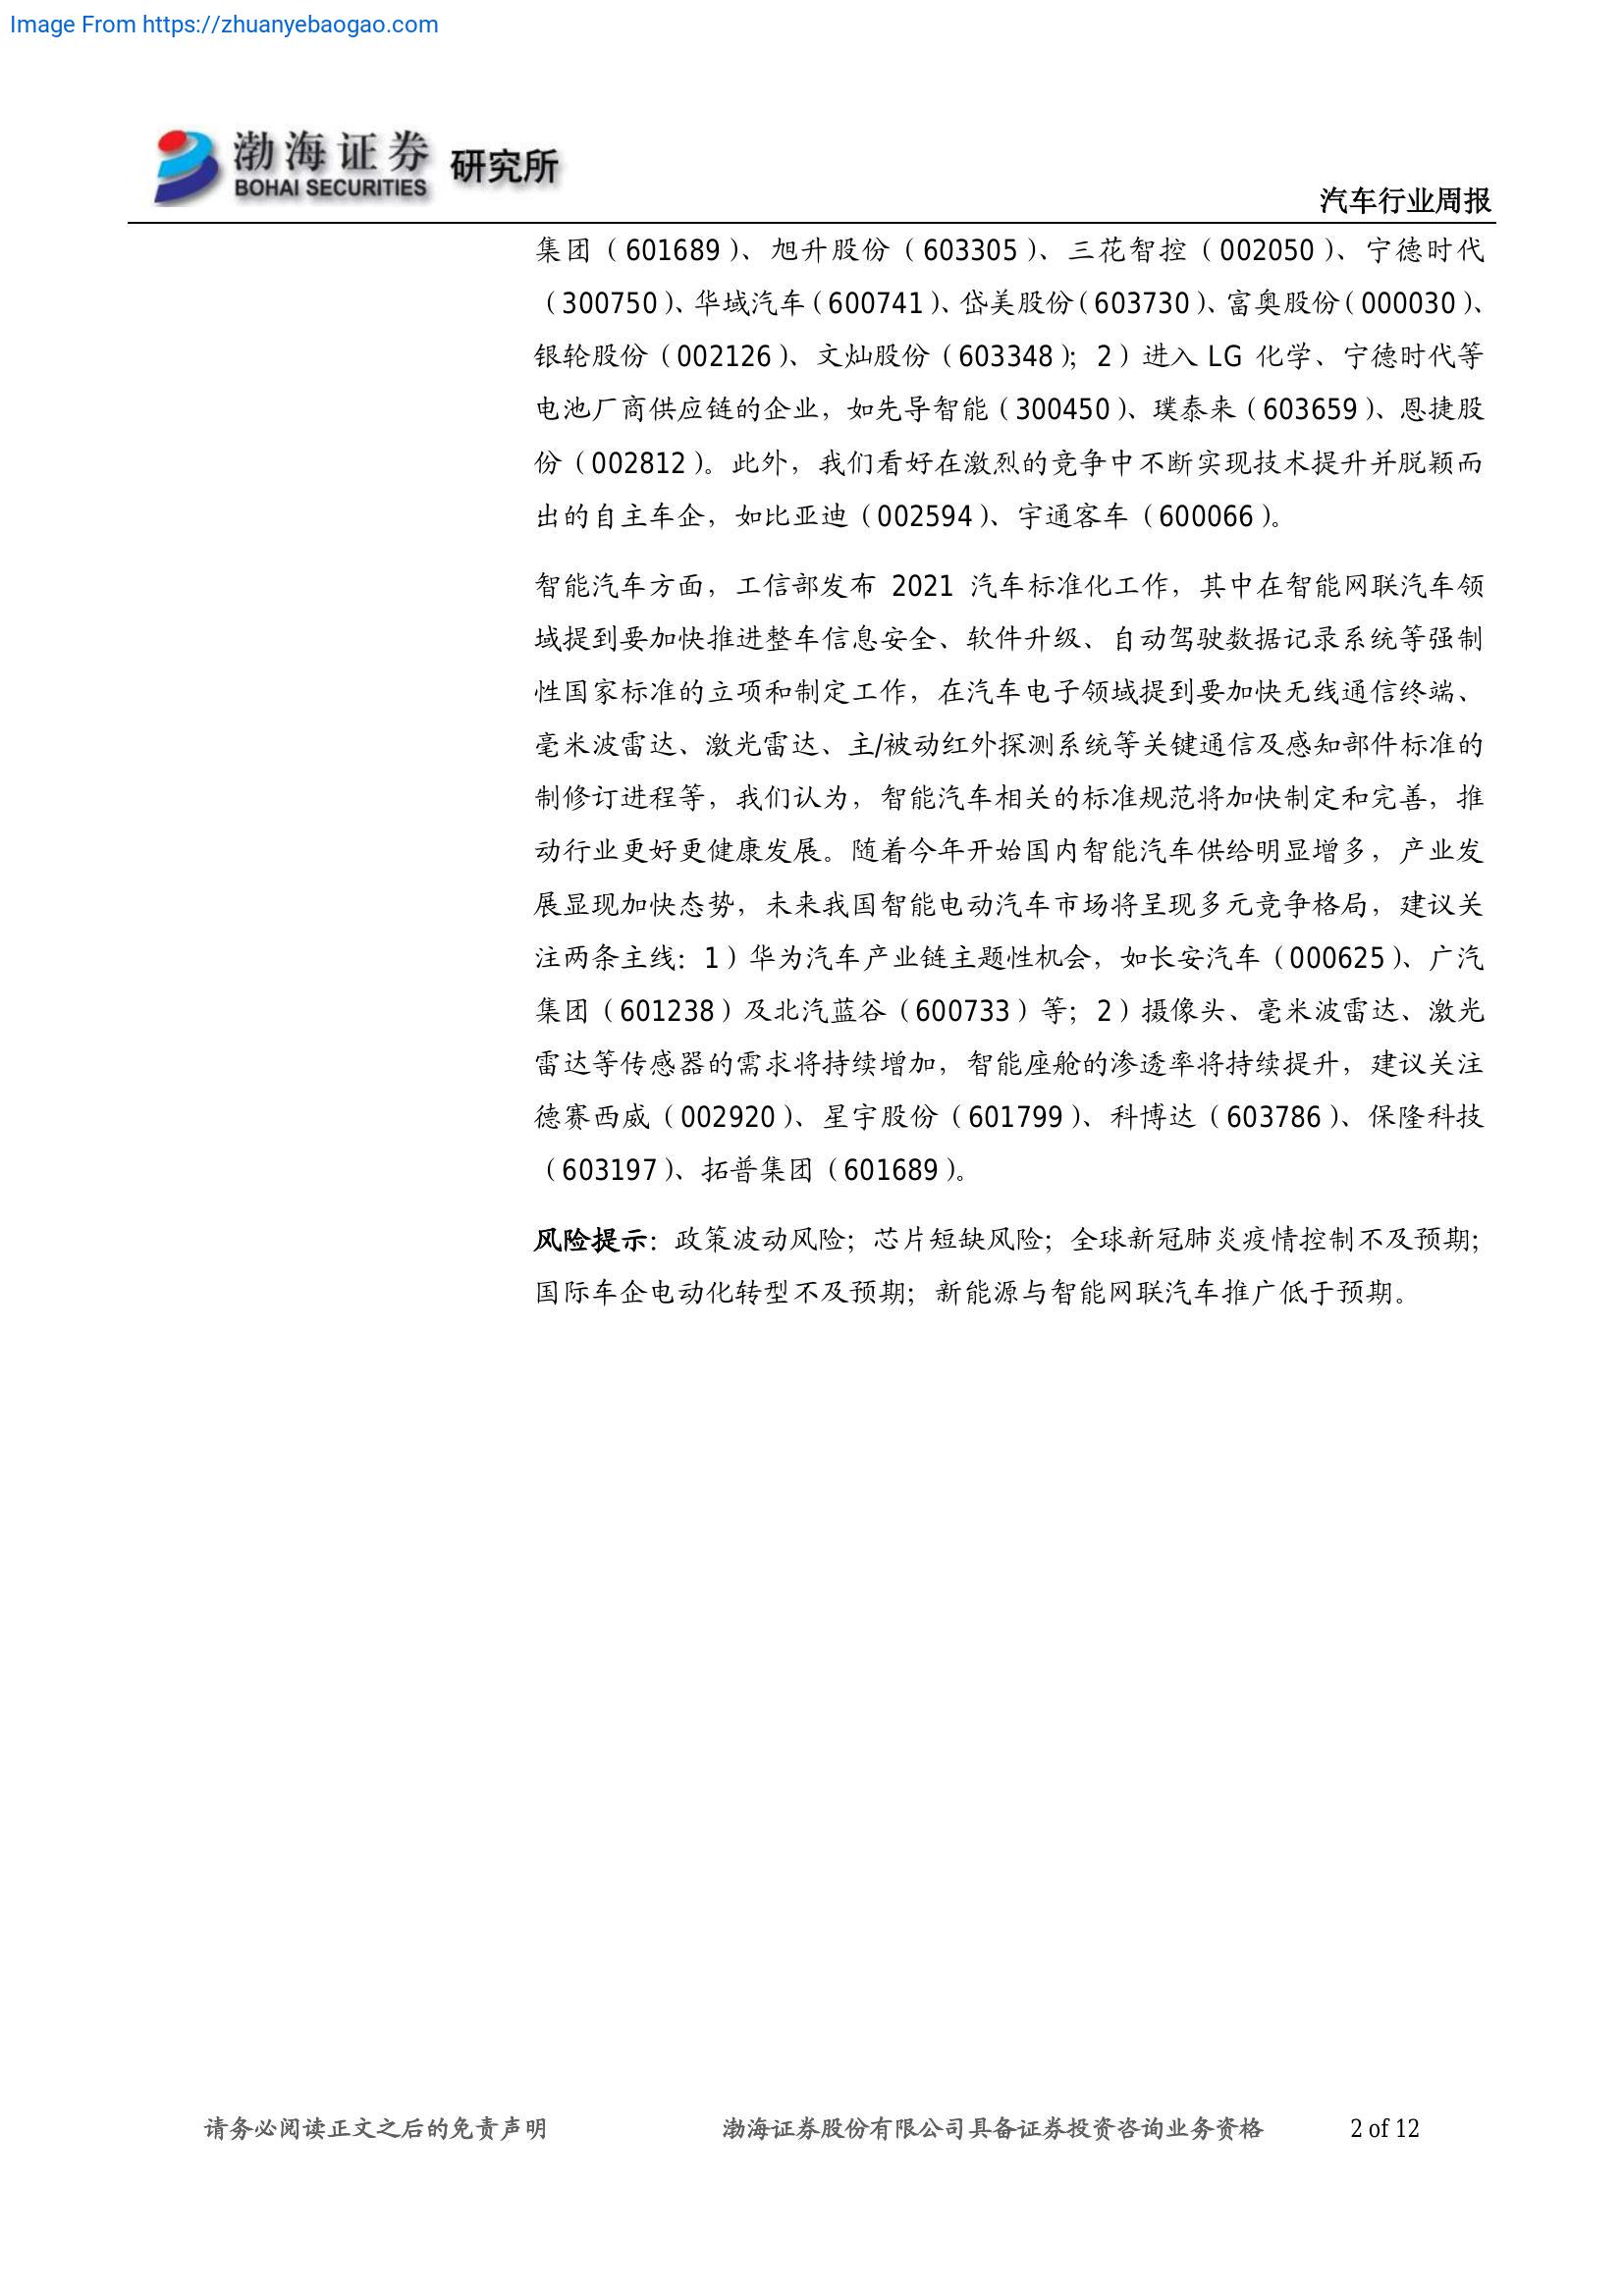 Image From https://zhuanyebaogao.com
渤海证券 研究所
BOHAI SECURITIES
汽车行业周报
集团（601689）、旭升股份（603305）、三花智控（002050）、宁德时代
（300750）、华域汽车（600741）、岱美股份（603730）、富奥股份（000030）、
银轮股份（002126）、文灿股份（603348）；2）进入 LG 化学、宁德时代等
电池厂商供应链的企业，如先导智能（300450）、璞泰来（603659）、恩捷股
份（002812）。此外，我们看好在激烈的竞争中不断实现技术提升并脱颖而
出的自主车企，如比亚迪（002594）、宇通客车（600066）。
智能汽车方面，工信部发布 2021 汽车标准化工作，其中在智能网联汽车领
域提到要加快推进整车信息安全、软件升级、自动驾驶数据记录系统等强制
性国家标准的立项和制定工作，在汽车电子领域提到要加快无线通信终端、
毫米波雷达、激光雷达、主/被动红外探测系统等关键通信及感知部件标准的
制修订进程等，我们认为，智能汽车相关的标准规范将加快制定和完善，推
动行业更好更健康发展。随着今年开始国内智能汽车供给明显增多，产业发
展显现加快态势，未来我国智能电动汽车市场将呈现多元竞争格局，建议关
注两条主线：1）华为汽车产业链主题性机会，如长安汽车（000625）、广汽
集团（601238）及北汽蓝谷（600733）等；2）摄像头、毫米波雷达、激光
雷达等传感器的需求将持续增加，智能座舱的渗透率将持续提升，建议关注
德赛西威（002920）、星宇股份（601799）、科博达（603786）、保隆科技
（603197）、拓普集团（601689）。
风险提示：政策波动风险；芯片短缺风险；全球新冠肺炎疫情控制不及预期；
国际车企电动化转型不及预期；新能源与智能网联汽车推广低于预期。
请务必阅读正文之后的免责声明 渤海证券股份有限公司具备证券投资咨询业务资格 2 of 12